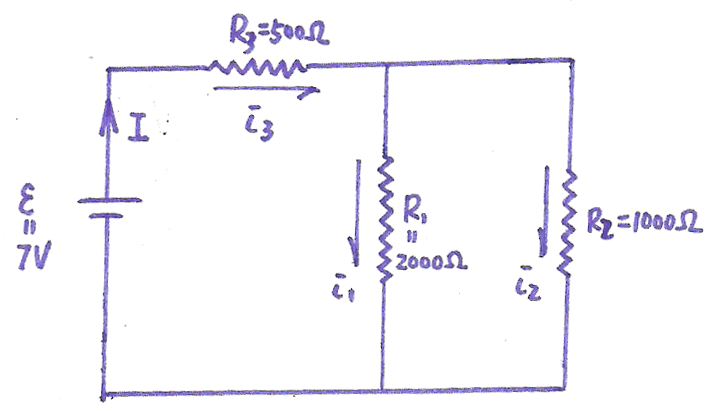 R₃=500Ω
I
i₃
ε
=
7V
R₁
=
2000Ω
i₁
R₂=1000Ω
i₂